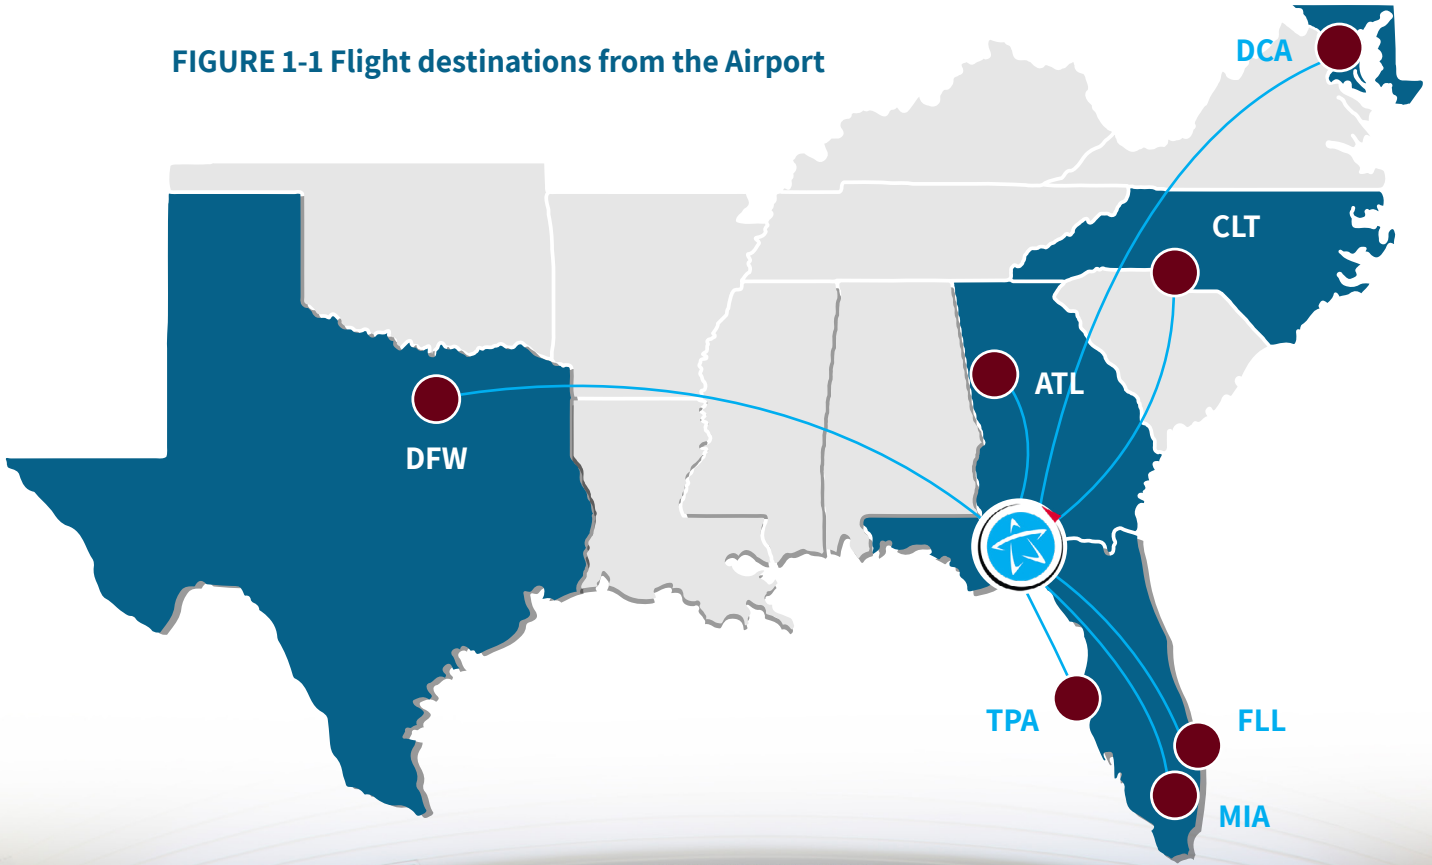 FIGURE 1-1 Flight destinations from the Airport
DCA
CLT
ATL
DFW
TPA
FLL
MIA